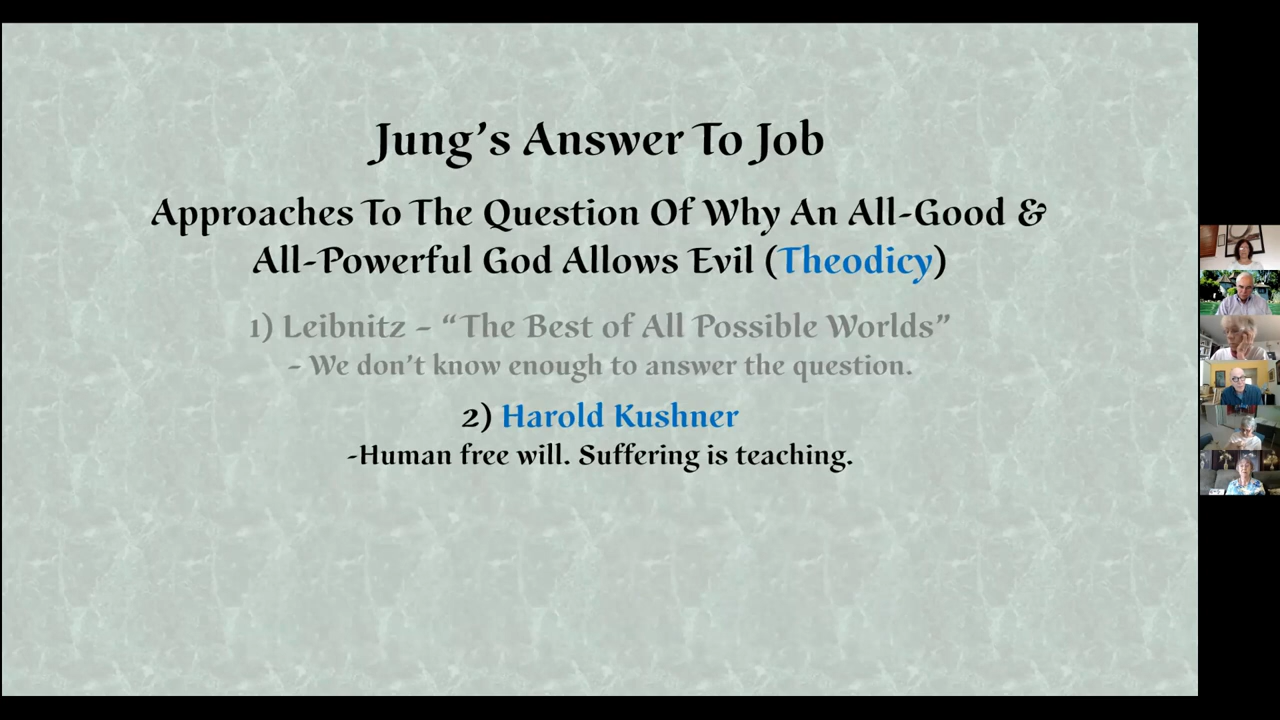 Jung's Answer To Job
Approaches To The Question Of Why An All-Good &
All-Powerful God Allows Evil (Theodicy)
1) Leibnitz – “The Best of All Possible Worlds”
– We don't know enough to answer the question.
2) Harold Kushner
-Human free will. Suffering is teaching.